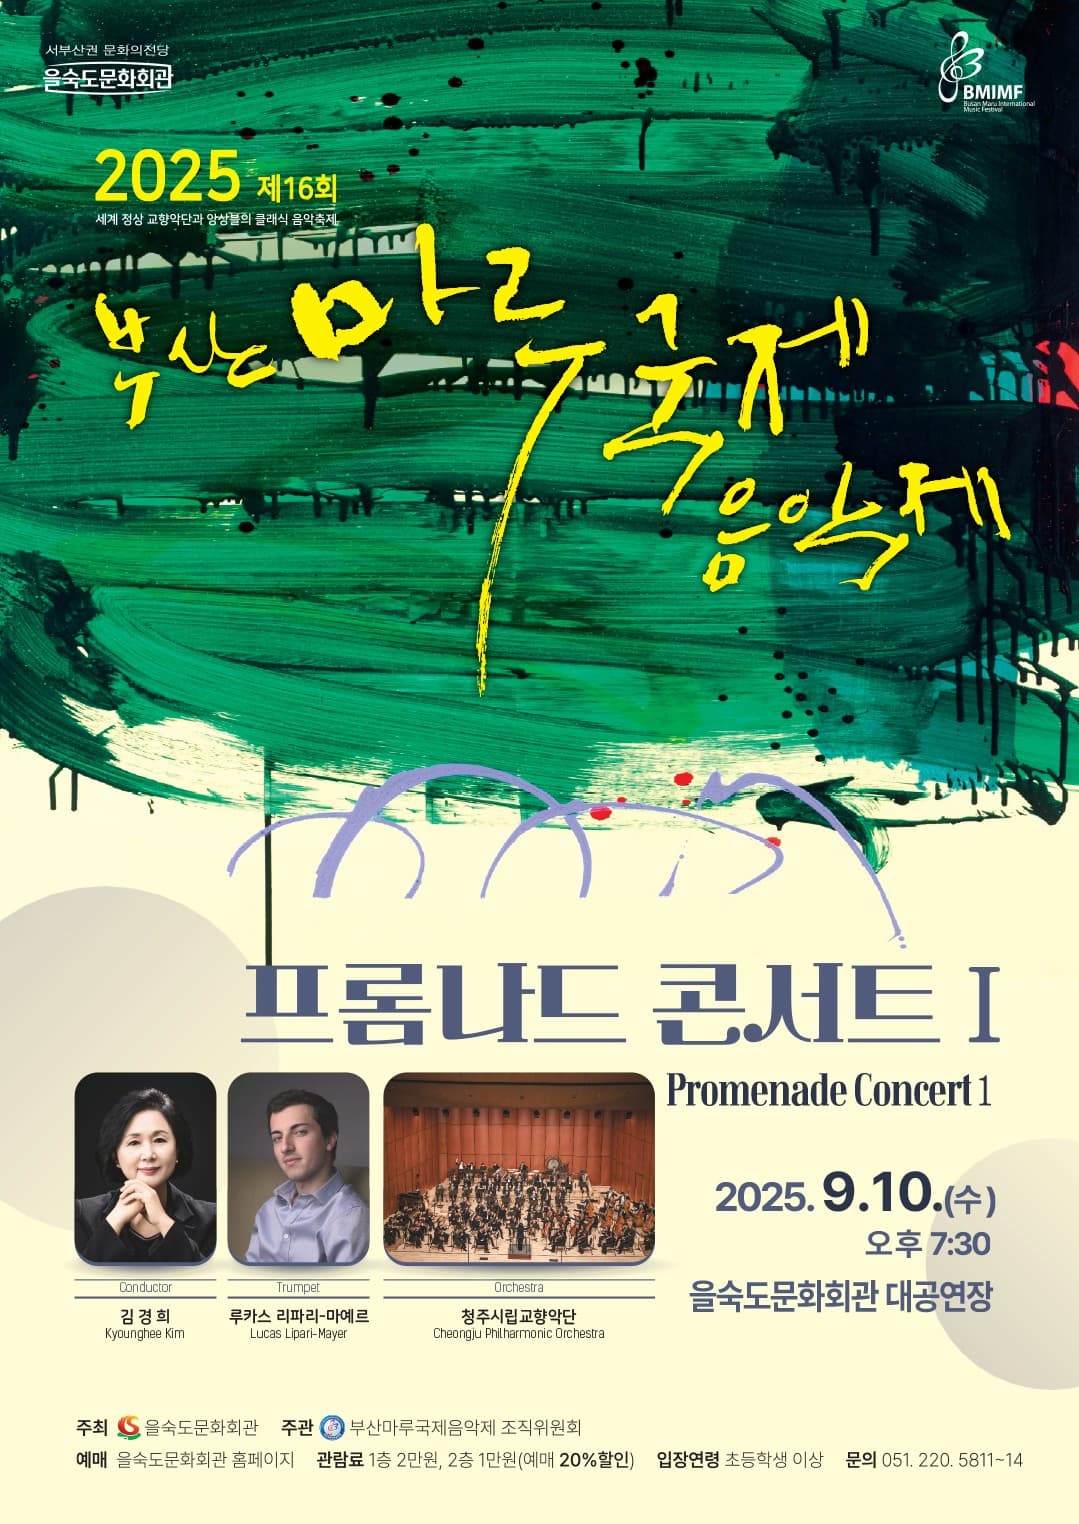 서부산권 문화의전당
을숙도문화회관
BMIMF
Busan Maru International
Music Festival
2025 제16회
세계 정상 교향악단과 앙상블의 클래식 음악축제
부산마루국제
음악제
프롬나드 콘서트 I
Promenade Concert 1
2025. 9.10.(수)
오후 7:30
을숙도문화회관 대공연장
Conductor
김 경 희
Kyounghee Kim
Trumpet
루카스 리파리-마예르
Lucas Lipari-Mayer
Orchestra
청주시립교향악단
Cheongju Philharmonic Orchestra
주최 을숙도문화회관 주관 부산마루국제음악제 조직위원회
예매 을숙도문화회관 홈페이지 관람료 1층 2만원, 2층 1만원(예매 20%할인) 입장연령 초등학생 이상 문의 051. 220. 5811~14